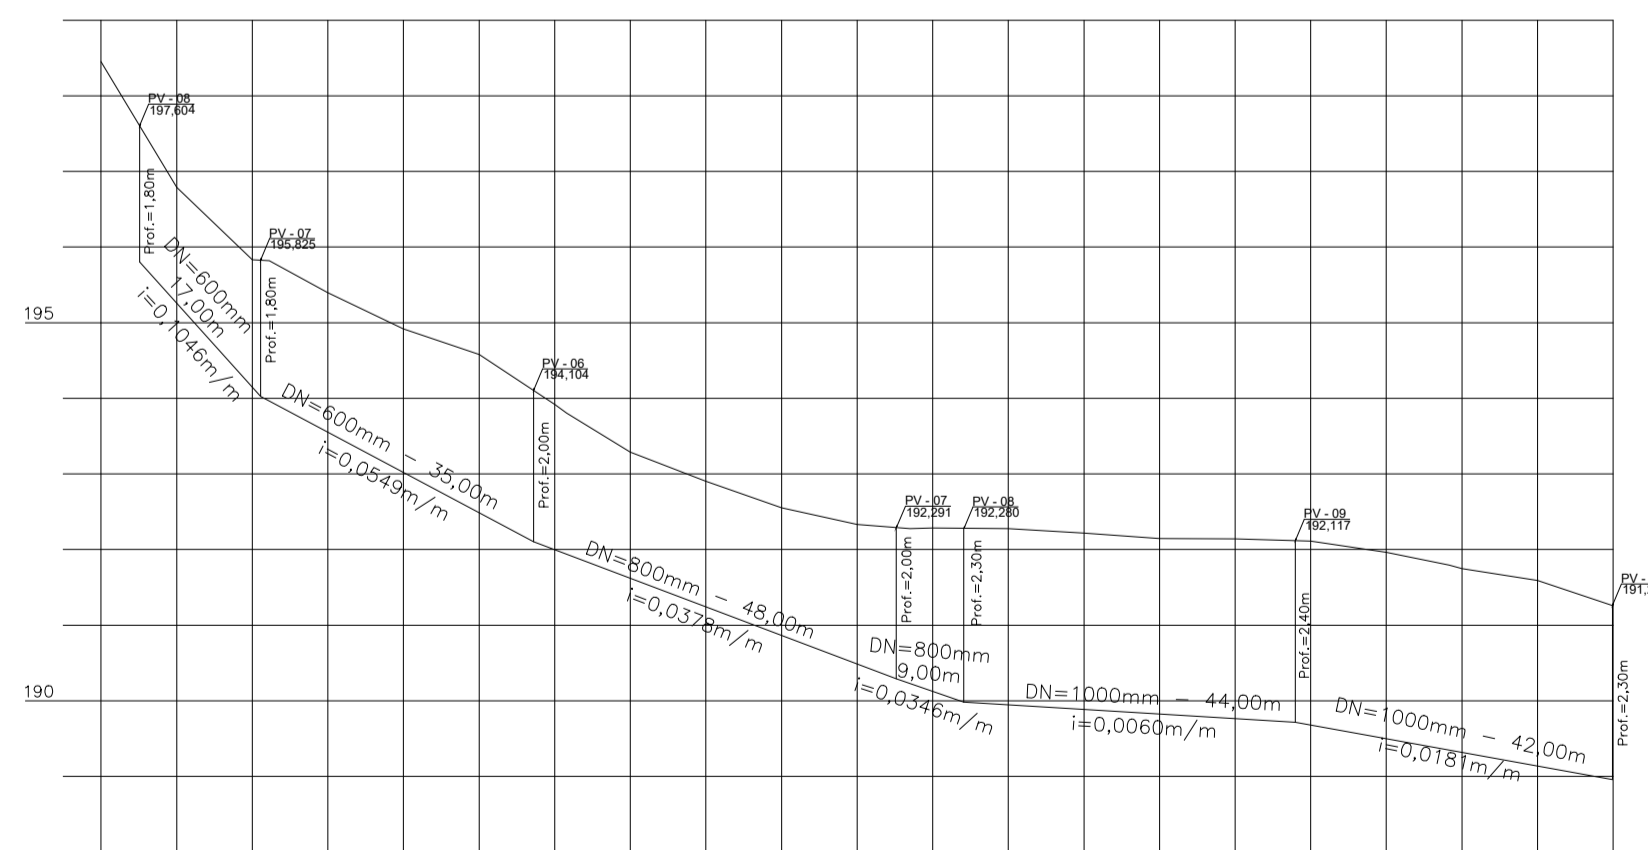 PV - 08
197,604
Prof.=1,80m
DN=600mm
17,00m
i=0,1046m/m
PV - 07
195,825
Prof.=1,80m
195
DN=600mm - 35,00m
i=0,0549m/m
PV - 06
194,104
Prof.=2,00m
DN=800mm - 48,00m
i=0,0378m/m
PV - 07
192,291
Prof.=2,00m
DN=800mm
9,00m
i=0,0346m/m
PV - 08
192,280
Prof.=2,30m
190
DN=1000mm - 44,00m
i=0,0060m/m
PV - 09
192,117
Prof.=2,40m
DN=1000mm - 42,00m
i=0,0181m/m
PV -
191,
Prof.=2,30m